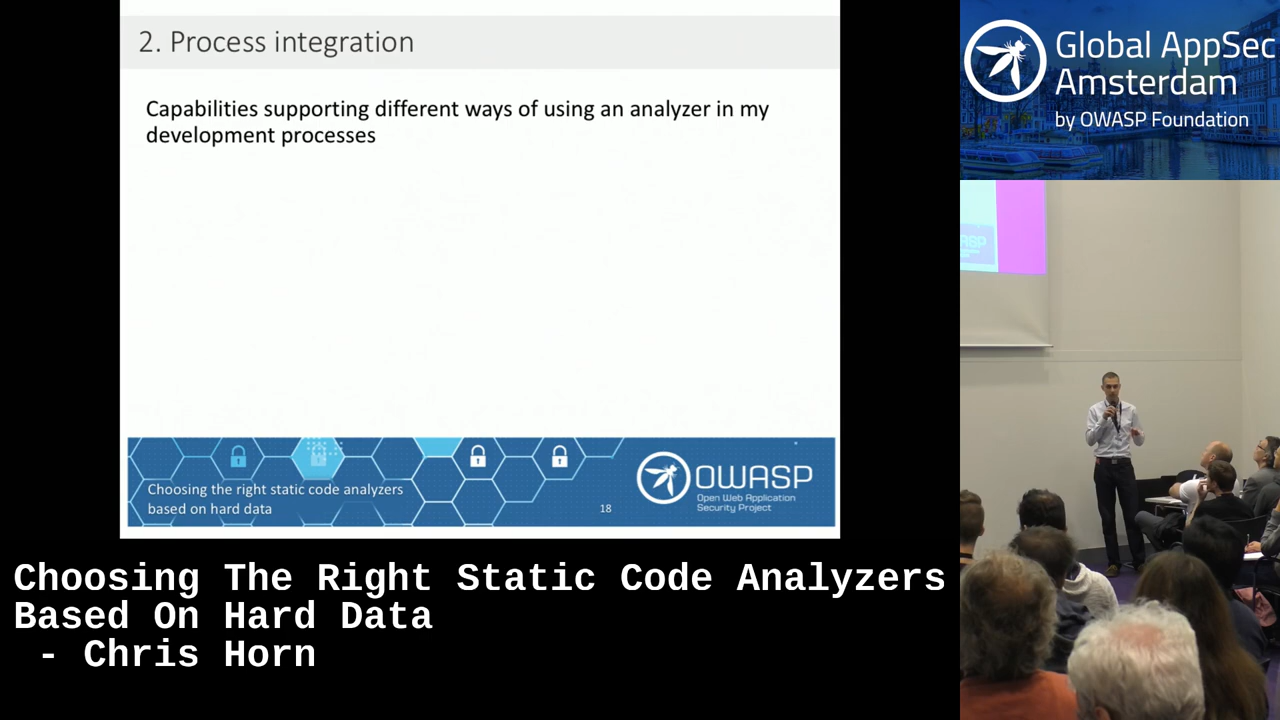 2. Process integration
Capabilities supporting different ways of using an analyzer in my
development processes
Choosing the right static code analyzers
based on hard data
18
OWASP
Open Web Application
Security Project
Global AppSec
Amsterdam
by OWASP Foundation
Choosing The Right Static Code Analyzers
Based On Hard Data
- Chris Horn